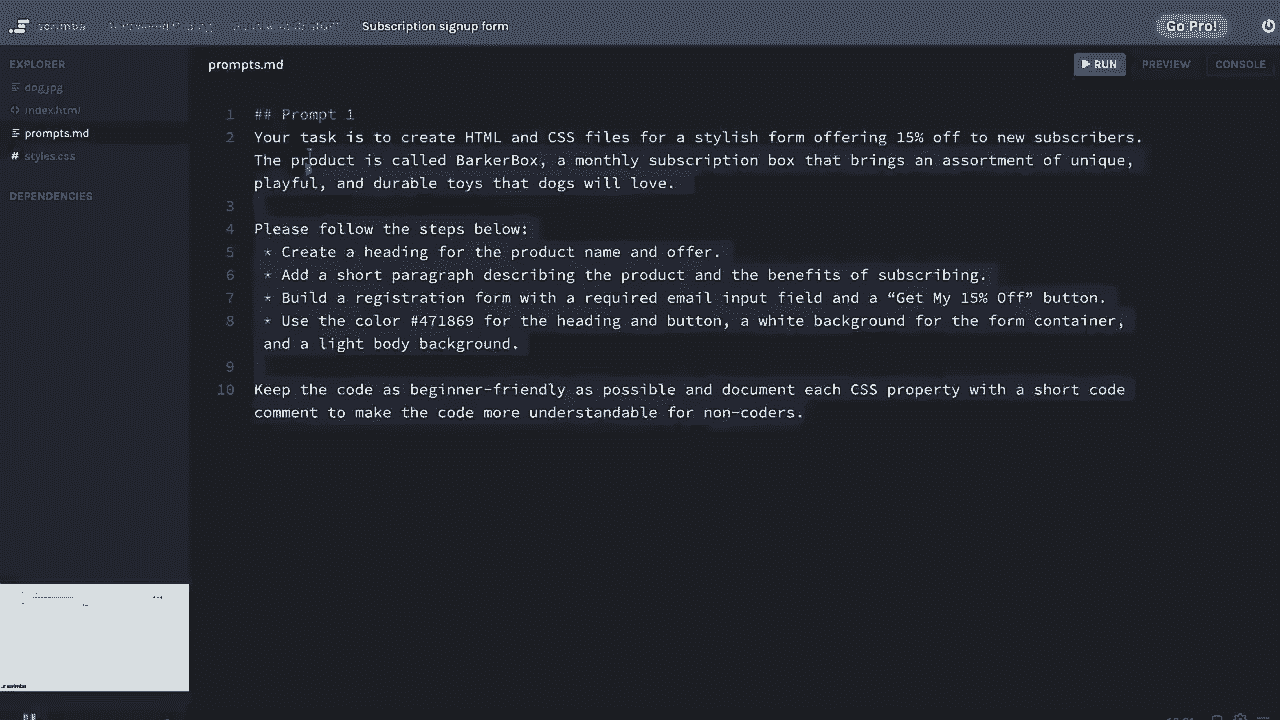 Subscription signup form
Go Pro!
EXPLORER
prompts.md
RUN
PREVIEW
CONSOLE
dog.jpg
index.html
prompts.md
styles.css
DEPENDENCIES
1 ## Prompt 1
2 Your task is to create HTML and CSS files for a stylish form offering 15% off to new subscribers.
The product is called BarkerBox, a monthly subscription box that brings an assortment of unique,
playful, and durable toys that dogs will love.
3
4 Please follow the steps below:
5 * Create a heading for the product name and offer.
6 * Add a short paragraph describing the product and the benefits of subscribing.
7 * Build a registration form with a required email input field and a “Get My 15% Off” button.
8 * Use the color #471869 for the heading and button, a white background for the form container,
and a light body background.
9
10 Keep the code as beginner-friendly as possible and document each CSS property with a short code
comment to make the code more understandable for non-coders.